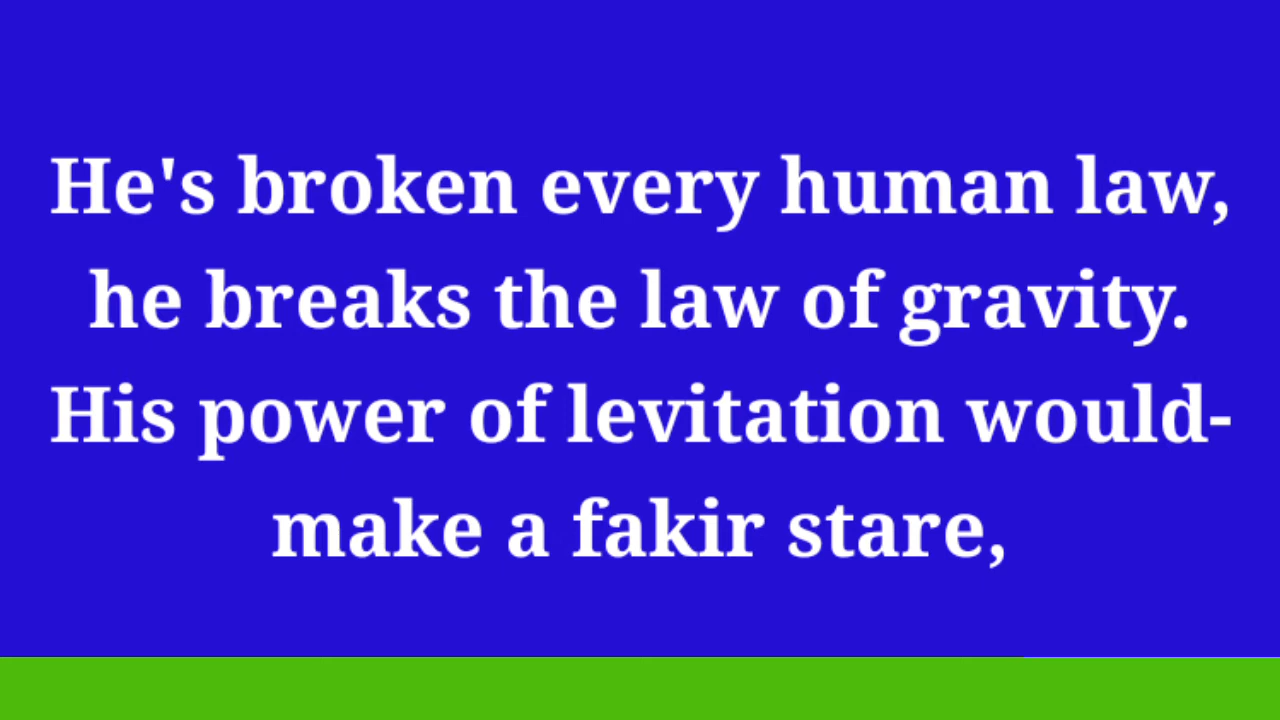 He's broken every human law,
he breaks the law of gravity.
His power of levitation would-
make a fakir stare,